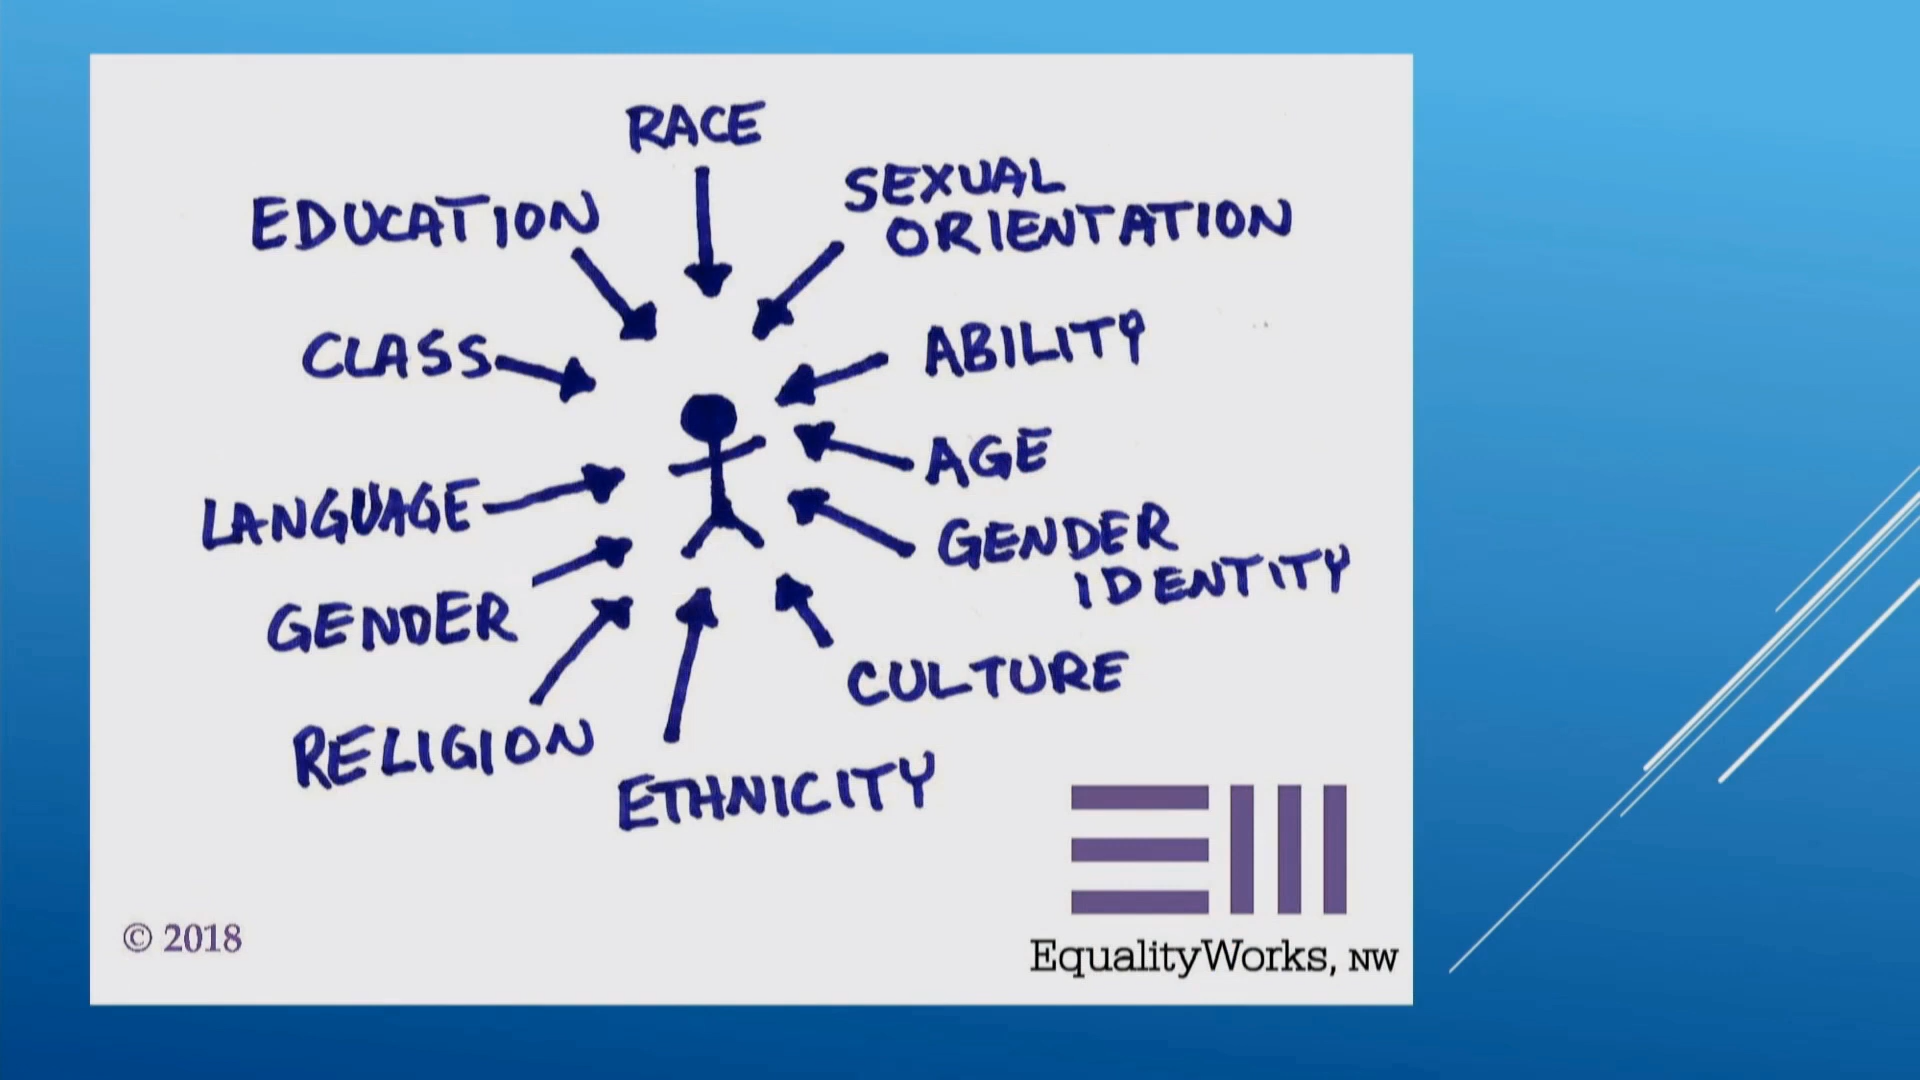 RACE
SEXUAL
ORIENTATION
EDUCATION
ABILITY
CLASS
AGE
LANGUAGE
GENDER
IDENTITY
GENDER
CULTURE
RELIGION
ETHNICITY
© 2018
EqualityWorks, NW